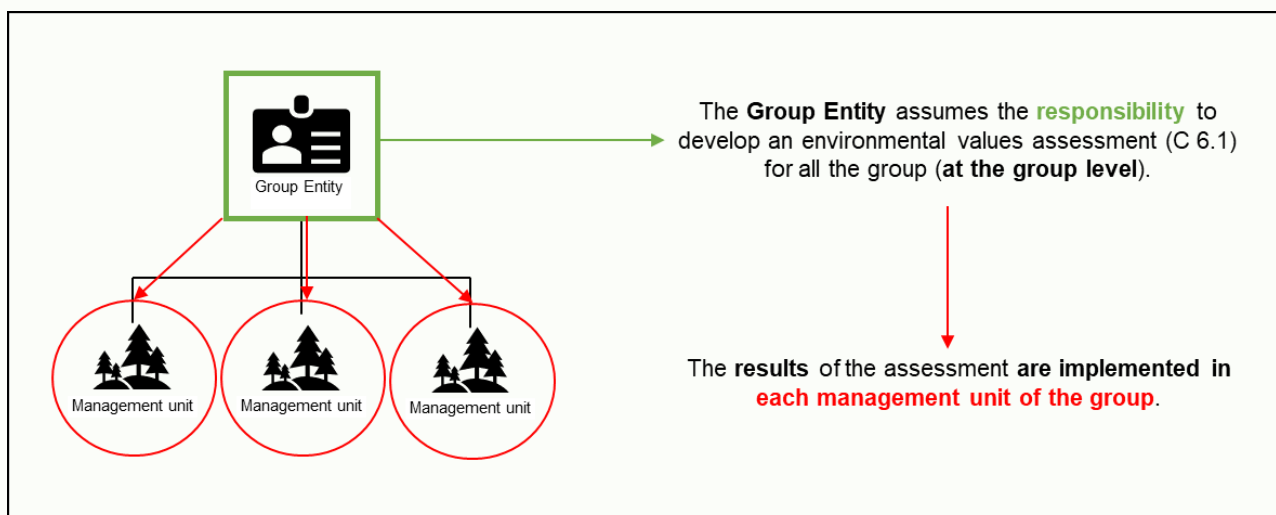 The Group Entity assumes the responsibility to
develop an environmental values assessment (C 6.1)
for all the group (at the group level).
Group Entity
Management unit
Management unit
Management unit
The results of the assessment are implemented in
each management unit of the group.